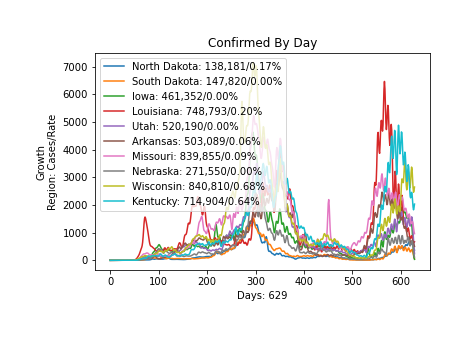 Confirmed By Day
Growth
Region: Cases/Rate
7000
6000
5000
4000
3000
2000
1000
0
North Dakota: 138,181/0.17%
South Dakota: 147,820/0.00%
Iowa: 461,352/0.00%
Louisiana: 748,793/0.20%
Utah: 520,190/0.00%
Arkansas: 503,089/0.06%
Missouri: 839,855/0.09%
Nebraska: 271,550/0.00%
Wisconsin: 840,810/0.68%
Kentucky: 714,904/0.64%
0 100 200 300 400 500 600
Days: 629